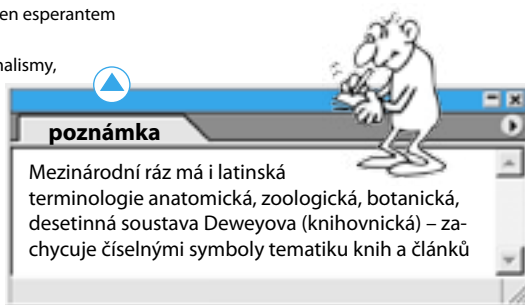 en esperantem
nalismy,
poznámka
Mezinárodní ráz má i latinská
terminologie anatomická, zoologická, botanická,
desetinná soustava Deweyova (knihovnická) – za-
chycuje číselnými symboly tematiku knih a článků